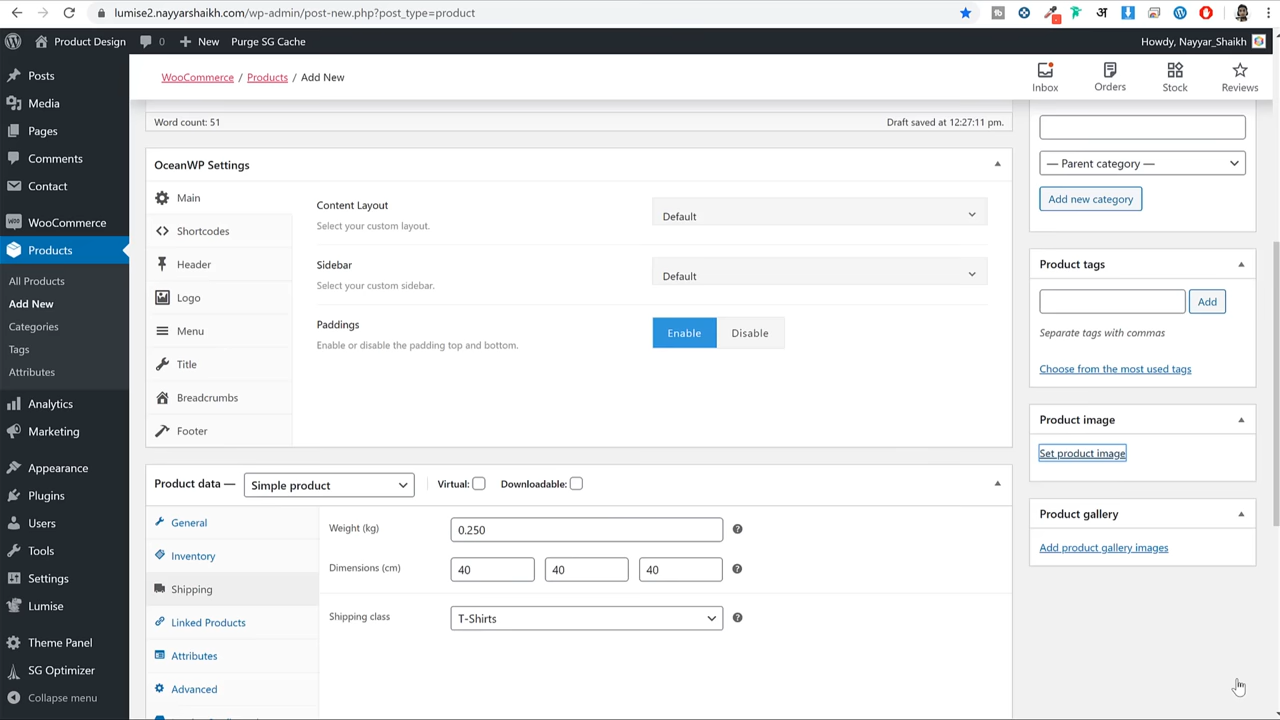 lumise2.nayyarshaikh.com/wp-admin/post-new.php?post_type=product
Product Design 0 New Purge SG Cache Howdy, Nayyar_Shaikh
Posts
Media
Pages
Comments
Contact
WooCommerce
Products
All Products
Add New
Categories
Tags
Attributes
Analytics
Marketing
Appearance
Plugins
Users
Tools
Settings
Lumise
Theme Panel
SG Optimizer
Collapse menu
WooCommerce / Products / Add New
Inbox Orders Stock Reviews
Word count: 51 Draft saved at 12:27:11 pm.
OceanWP Settings
Main
Shortcodes
Header
Logo
Menu
Title
Breadcrumbs
Footer
Content Layout
Select your custom layout.
Default
Sidebar
Select your custom sidebar.
Default
Paddings
Enable or disable the padding top and bottom.
Enable Disable
Product data — Simple product Virtual: Downloadable:
General
Inventory
Shipping
Linked Products
Attributes
Advanced
Weight (kg) 0.250
Dimensions (cm) 40 40 40
Shipping class T-Shirts
— Parent category —
Add new category
Product tags
Add
Separate tags with commas
Choose from the most used tags
Product image
Set product image
Product gallery
Add product gallery images